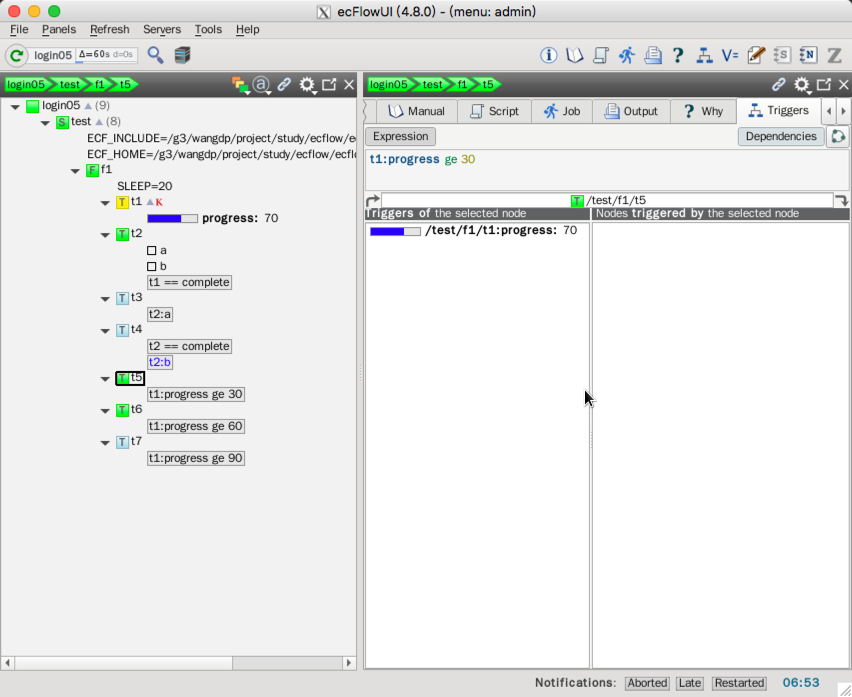 ecFlowUI (4.8.0) - (menu: admin)
File Panels Refresh Servers Tools Help
login05 Δ=60s d=0s
login05 test f1 t5
login05 (9)
S test (8)
ECF_INCLUDE=/g3/wangdp/project/study/ecflow/e
ECF_HOME=/g3/wangdp/project/study/ecflow/ecfl
F f1
SLEEP=20
T t1 K
progress: 70
T t2
a
b
t1 == complete
T t3
t2:a
T t4
t2 == complete
t2:b
T t5
t1:progress ge 30
T t6
t1:progress ge 60
T t7
t1:progress ge 90
login05 test f1 t5
Manual Script Job Output ? Why Triggers
Expression Dependencies
t1:progress ge 30
T /test/f1/t5
Triggers of the selected node
Nodes triggered by the selected node
/test/f1/t1:progress: 70
Notifications: Aborted Late Restarted 06:53